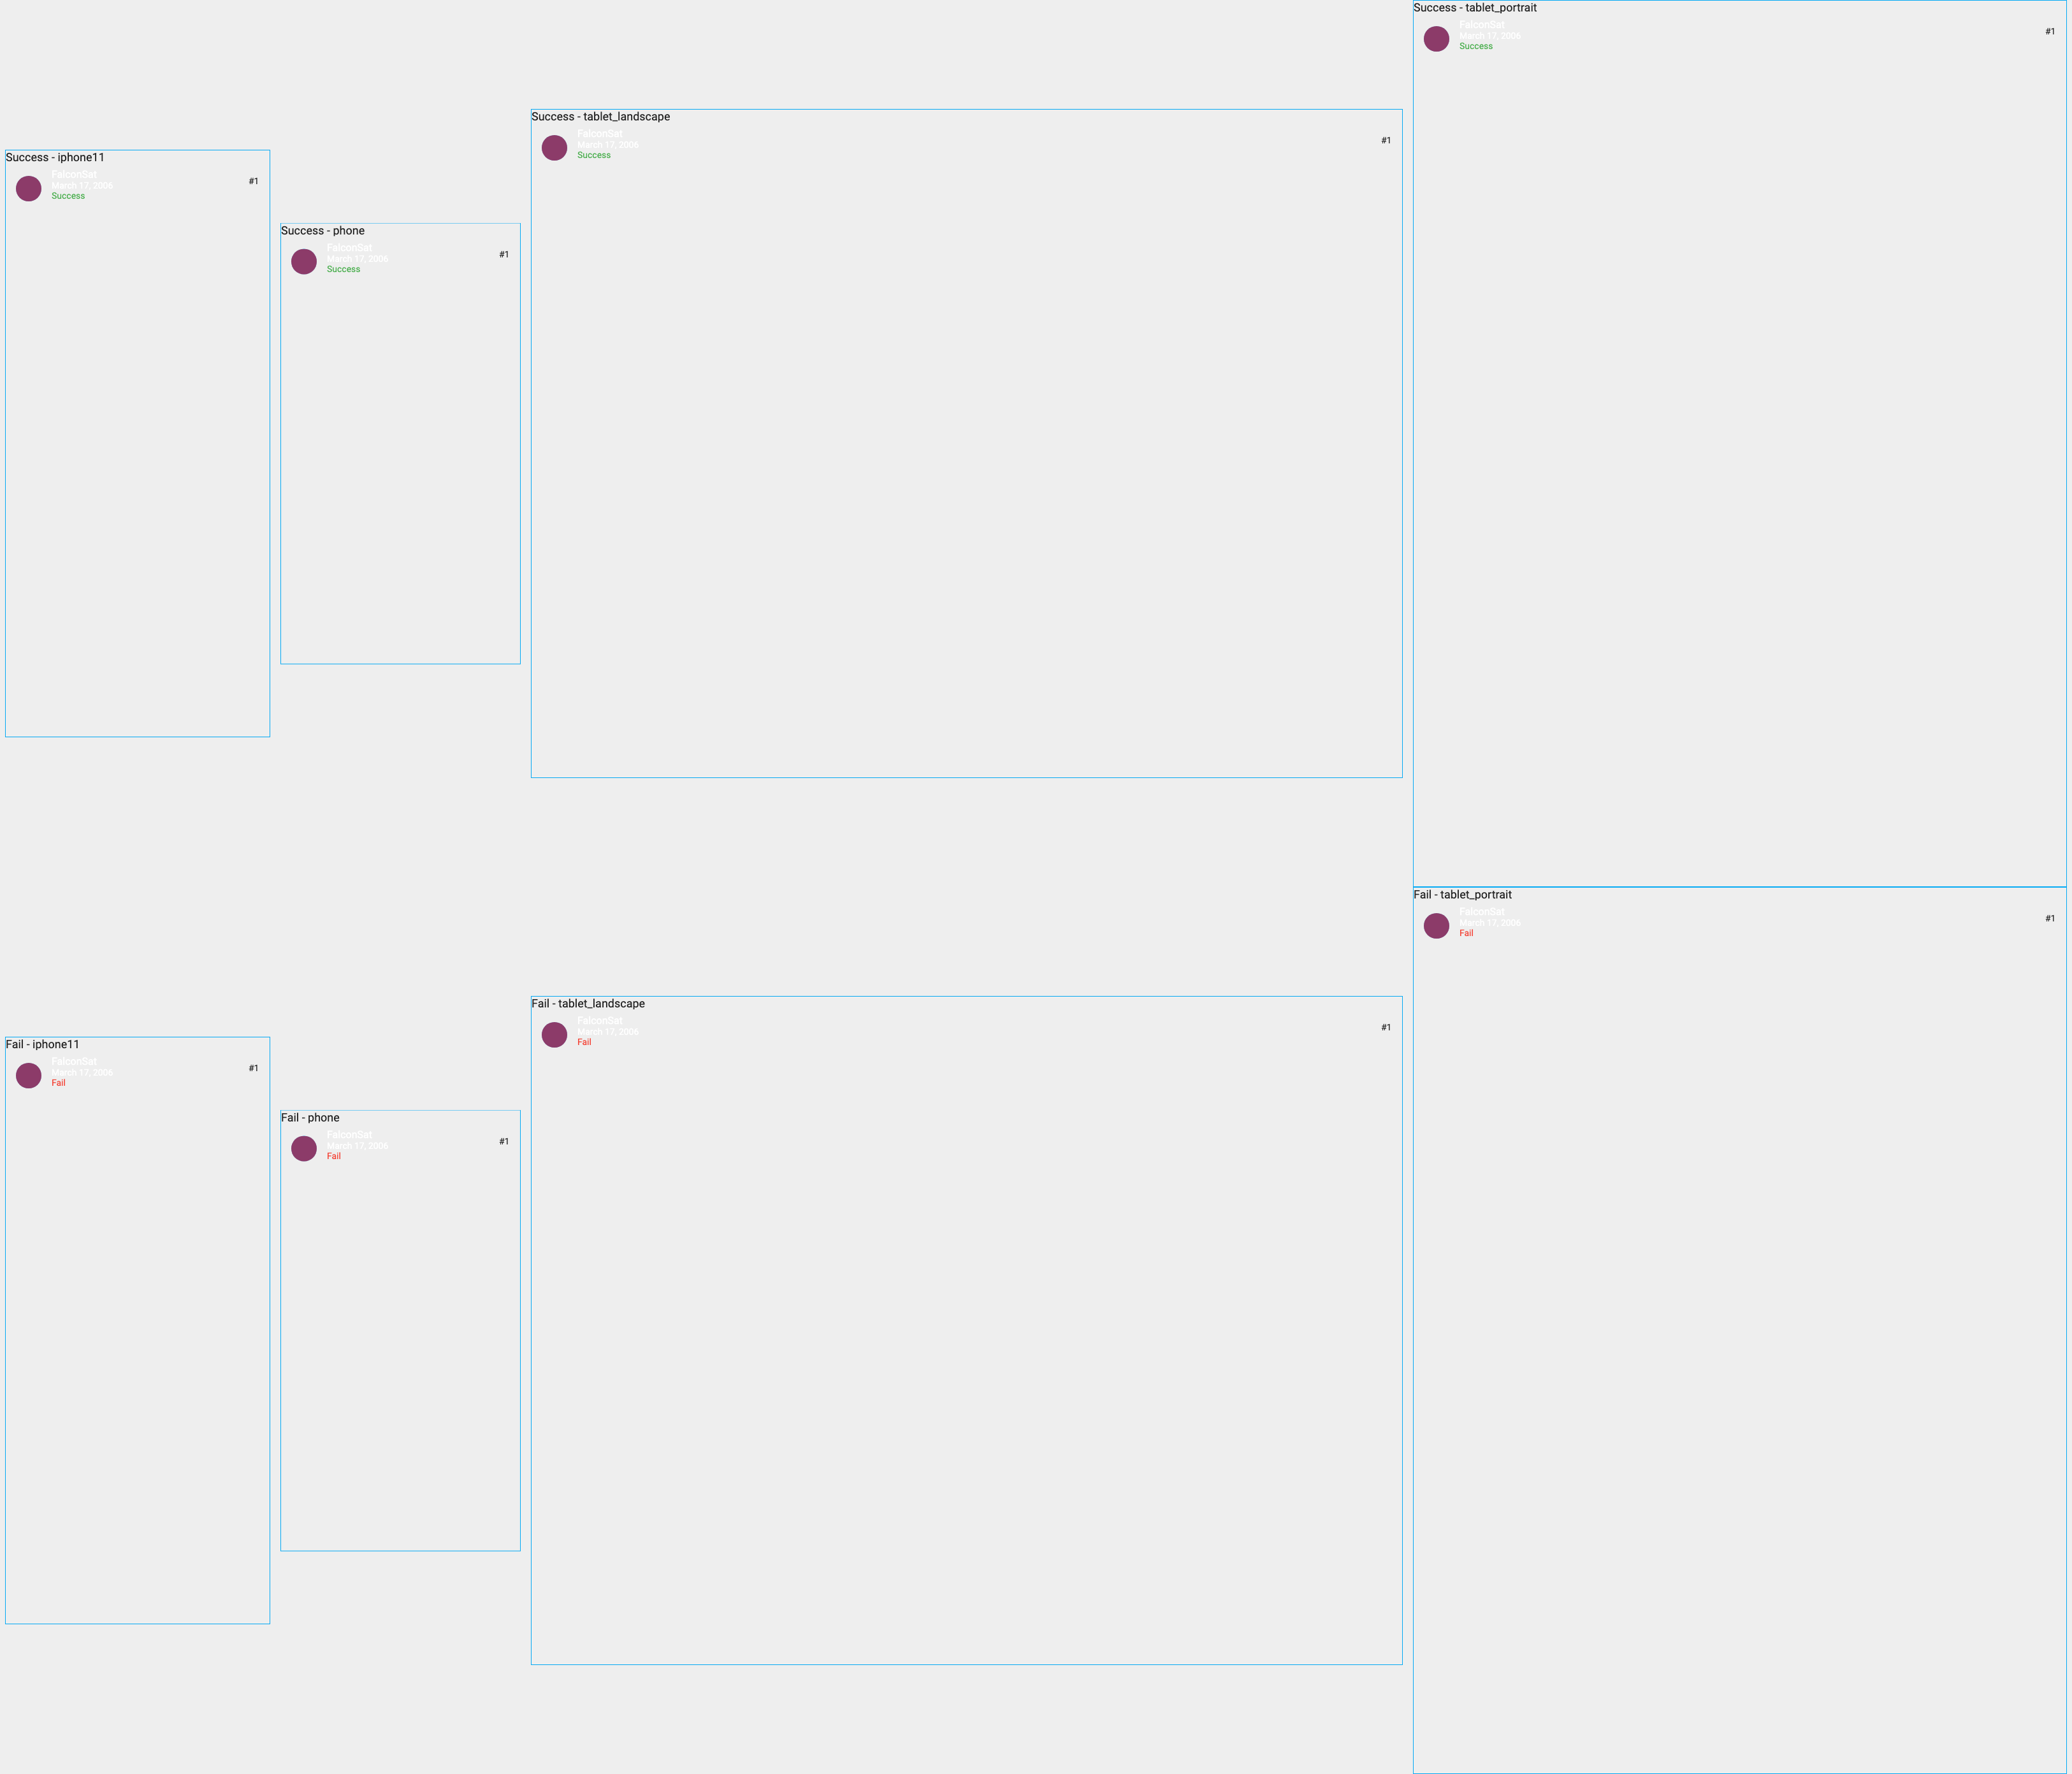 Success - iphone11
FalconSat
March 17, 2006
Success
#1
Success - phone
FalconSat
March 17, 2006
Success
#1
Success - tablet_landscape
FalconSat
March 17, 2006
Success
#1
Success - tablet_portrait
FalconSat
March 17, 2006
Success
#1
Fail - iphone11
FalconSat
March 17, 2006
Fail
#1
Fail - phone
FalconSat
March 17, 2006
Fail
#1
Fail - tablet_landscape
FalconSat
March 17, 2006
Fail
#1
Fail - tablet_portrait
FalconSat
March 17, 2006
Fail
#1